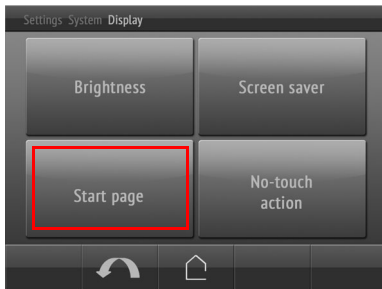 Settings System Display
Brightness
Screen saver
Start page
No-touch
action